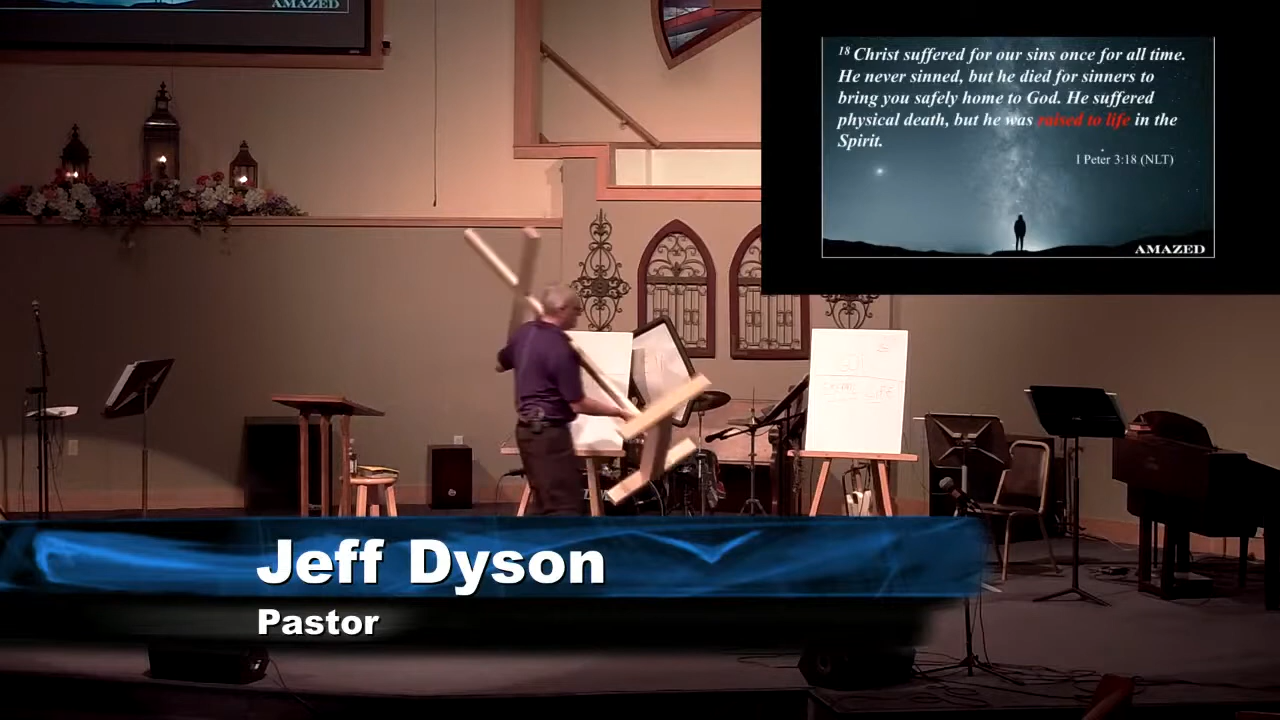 AMAZED
18 Christ suffered for our sins once for all time.
He never sinned, but he died for sinners to
bring you safely home to God. He suffered
physical death, but he was raised to life in the
Spirit.
I Peter 3:18 (NLT)
AMAZED
GOD
LIFE
Jeff Dyson
Pastor